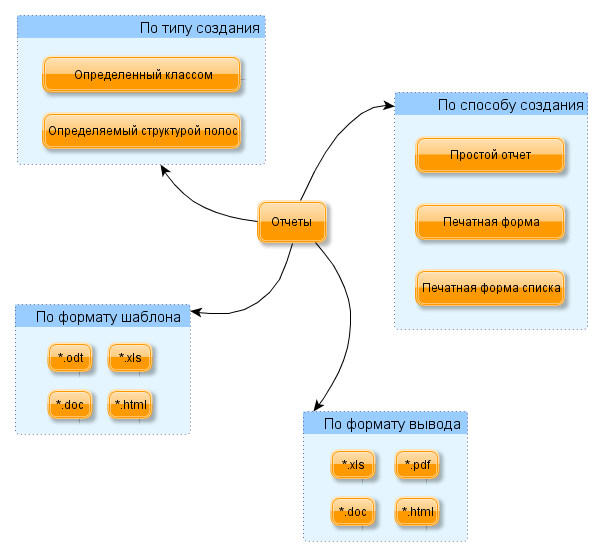 По типу создания
Определенный классом
Определяемый структурой полос
По способу создания
Простой отчет
Печатная форма
Печатная форма списка
Отчеты
По формату шаблона
*.odt
*.xls
*.doc
*.html
По формату вывода
*.xls
*.pdf
*.doc
*.html